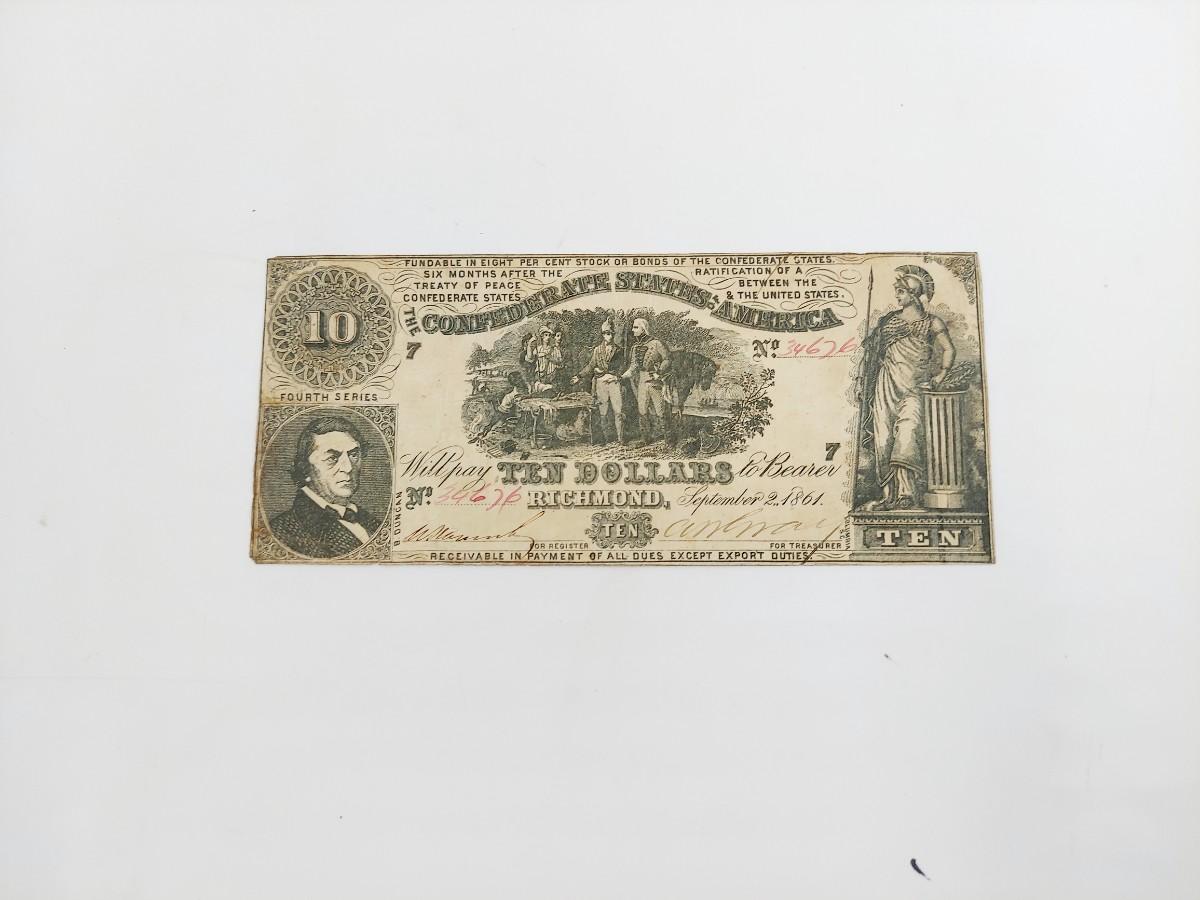 FUNDABLE IN EIGHT PER CENT STOCK OR BONDS OF THE CONFEDERATE STATES.
SIX MONTHS AFTER THE RATIFICATION OF A
TREATY OF PEACE BETWEEN THE
CONFEDERATE STATES & THE UNITED STATES.
THE CONFEDERATE STATES OF AMERICA
10
7
Nº 34676
FOURTH SERIES
7
Will pay TEN DOLLARS to Bearer
Nº 34676 RICHMOND, September 2, 1861.
B DUNCAN
TEN
FOR REGISTER
FOR TREASURER
TEN
RECEIVABLE IN PAYMENT OF ALL DUES EXCEPT EXPORT DUTIES.